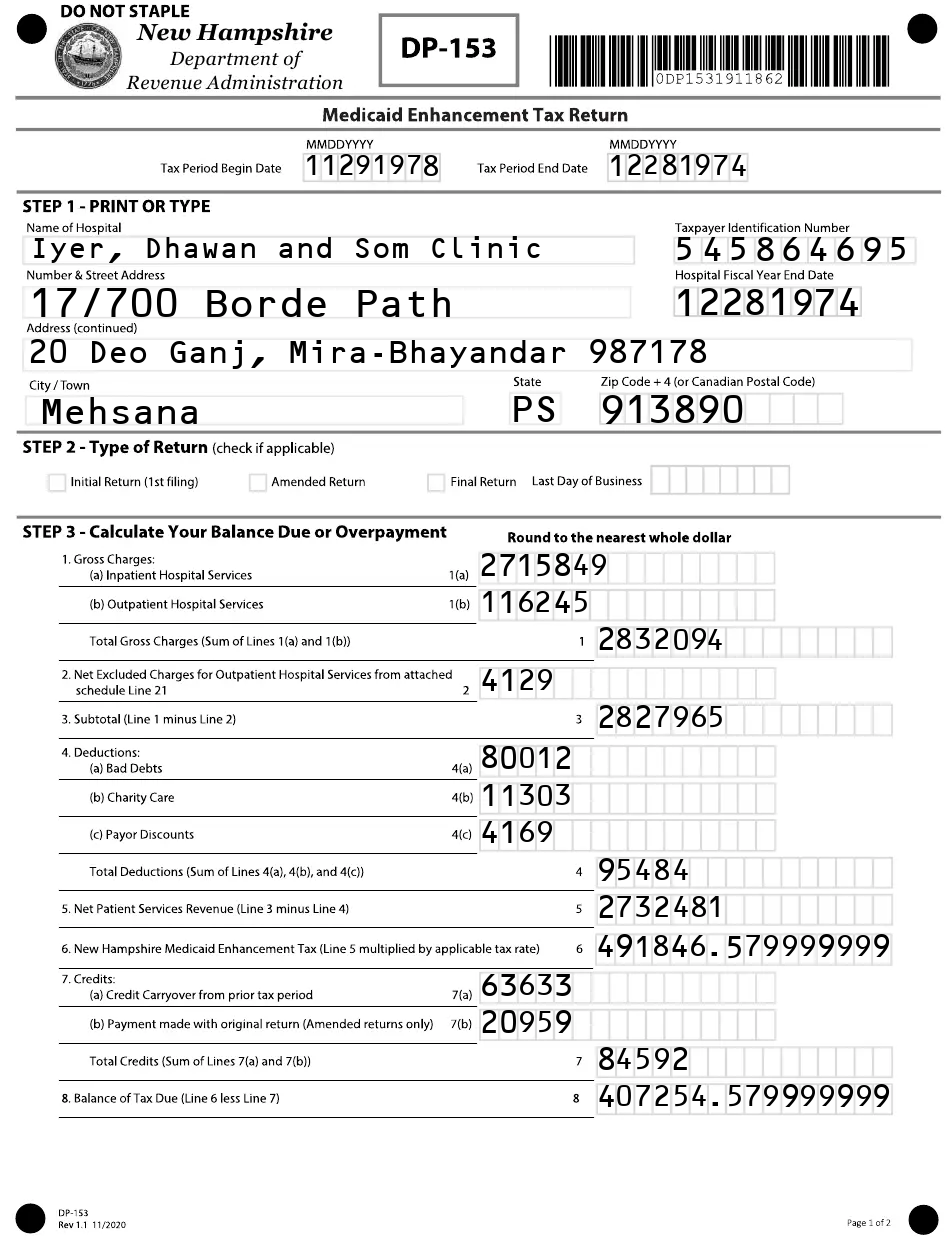 DO NOT STAPLE
New Hampshire
Department of
Revenue Administration
DP-153
0DP1531911862
Medicaid Enhancement Tax Return
MMDDYYYY MMDDYYYY
Tax Period Begin Date 11291978 Tax Period End Date 12281974
STEP 1 - PRINT OR TYPE
Name of Hospital Taxpayer Identification Number
Iyer, Dhawan and Som Clinic 545864695
Number & Street Address Hospital Fiscal Year End Date
17/700 Borde Path 12281974
Address (continued)
20 Deo Ganj, Mira-Bhayandar 987178
City / Town State Zip Code + 4 (or Canadian Postal Code)
Mehsana PS 913890
STEP 2 - Type of Return (check if applicable)
Initial Return (1st filing) Amended Return Final Return Last Day of Business
STEP 3 - Calculate Your Balance Due or Overpayment Round to the nearest whole dollar
1. Gross Charges:
(a) Inpatient Hospital Services 1(a) 2715849
(b) Outpatient Hospital Services 1(b) 116245
Total Gross Charges (Sum of Lines 1(a) and 1(b)) 1 2832094
2. Net Excluded Charges for Outpatient Hospital Services from attached
schedule Line 21 2 4129
3. Subtotal (Line 1 minus Line 2) 3 2827965
4. Deductions:
(a) Bad Debts 4(a) 80012
(b) Charity Care 4(b) 11303
(c) Payor Discounts 4(c) 4169
Total Deductions (Sum of Lines 4(a), 4(b), and 4(c)) 4 95484
5. Net Patient Services Revenue (Line 3 minus Line 4) 5 2732481
6. New Hampshire Medicaid Enhancement Tax (Line 5 multiplied by applicable tax rate) 6 491846.579999999
7. Credits:
(a) Credit Carryover from prior tax period 7(a) 63633
(b) Payment made with original return (Amended returns only) 7(b) 20959
Total Credits (Sum of Lines 7(a) and 7(b)) 7 84592
8. Balance of Tax Due (Line 6 less Line 7) 8 407254.579999999
DP-153
Rev 1.1 11/2020
Page 1 of 2